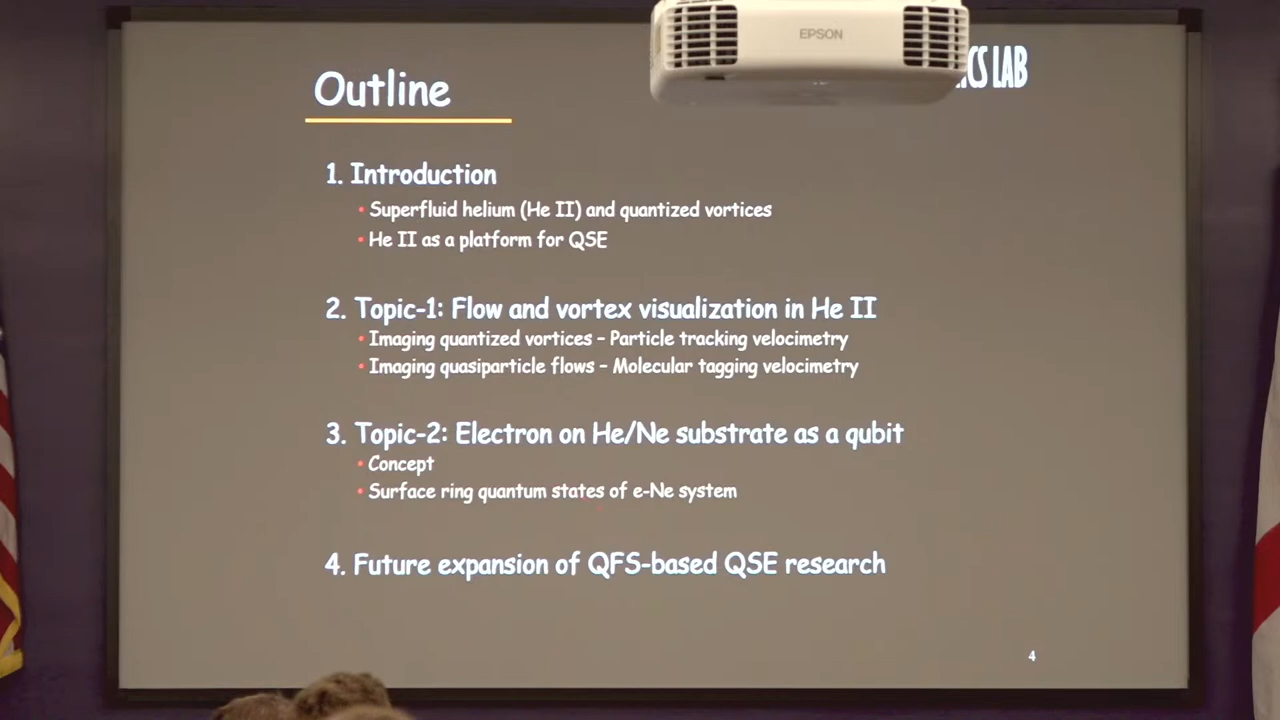 EPSON
LAB
Outline
1. Introduction
• Superfluid helium (He II) and quantized vortices
• He II as a platform for QSE
2. Topic-1: Flow and vortex visualization in He II
• Imaging quantized vortices – Particle tracking velocimetry
• Imaging quasiparticle flows – Molecular tagging velocimetry
3. Topic-2: Electron on He/Ne substrate as a qubit
• Concept
• Surface ring quantum states of e-Ne system
4. Future expansion of QFS-based QSE research
4